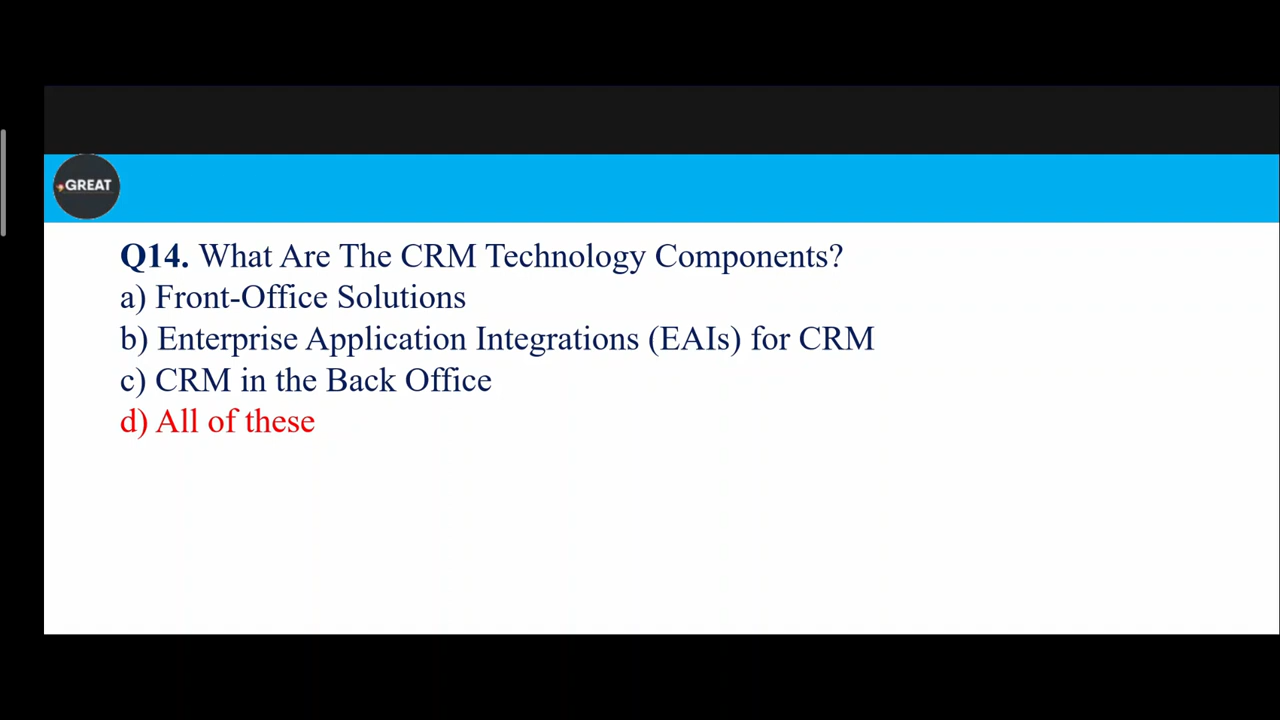 GREAT
Q14. What Are The CRM Technology Components?
a) Front-Office Solutions
b) Enterprise Application Integrations (EAIs) for CRM
c) CRM in the Back Office
d) All of these